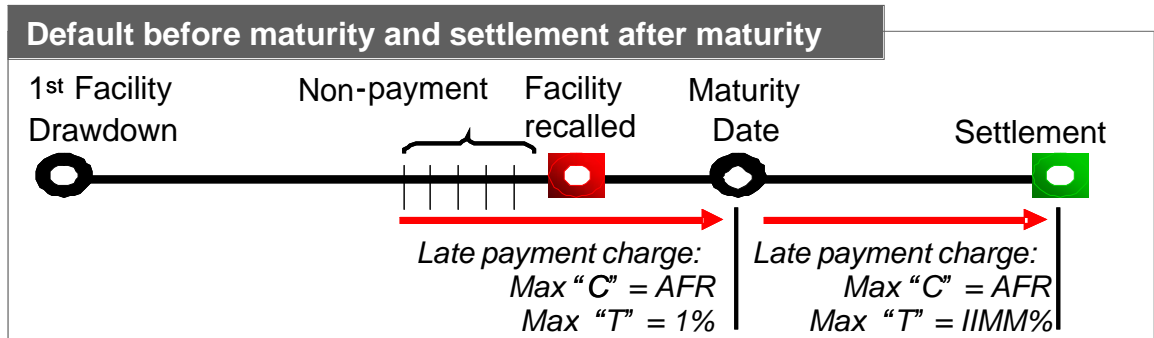 Default before maturity and settlement after maturity
1st Facility
Drawdown
Non-payment
Facility
recalled
Maturity
Date
Settlement
Late payment charge:
Max “C” = AFR
Max “T” = 1%
Late payment charge:
Max “C” = AFR
Max “T” = IIMM%